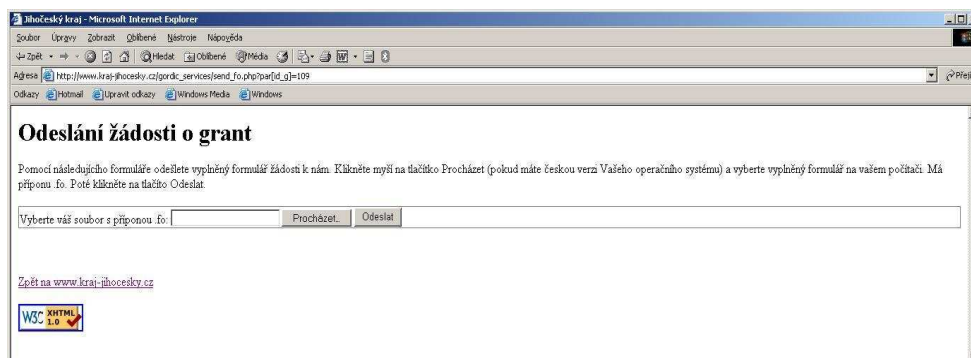 Jihočeský kraj - Microsoft Internet Explorer
Soubor Úpravy Zobrazit Oblíbené Nástroje Nápověda
Zpět Hledat Oblíbené Média
Adresa http://www.kraj-jihocesky.cz/gordic_services/send_fo.php?par[id_g]=109 Přejí
Odkazy Hotmail Upravit odkazy Windows Media Windows
Odeslání žádosti o grant
Pomocí následujícího formuláře odešlete vyplněný formulář žádosti k nám. Klikněte myší na tlačítko Procházet (pokud máte českou verzi Vašeho operačního systému) a vyberte vyplněný formulář na vašem počítači. Má
příponu .fo. Poté klikněte na tlačíto Odeslat.
Vyberte váš soubor s příponou .fo: Procházet... Odeslat
Zpět na www.kraj-jihocesky.cz
W3C XHTML
1.0